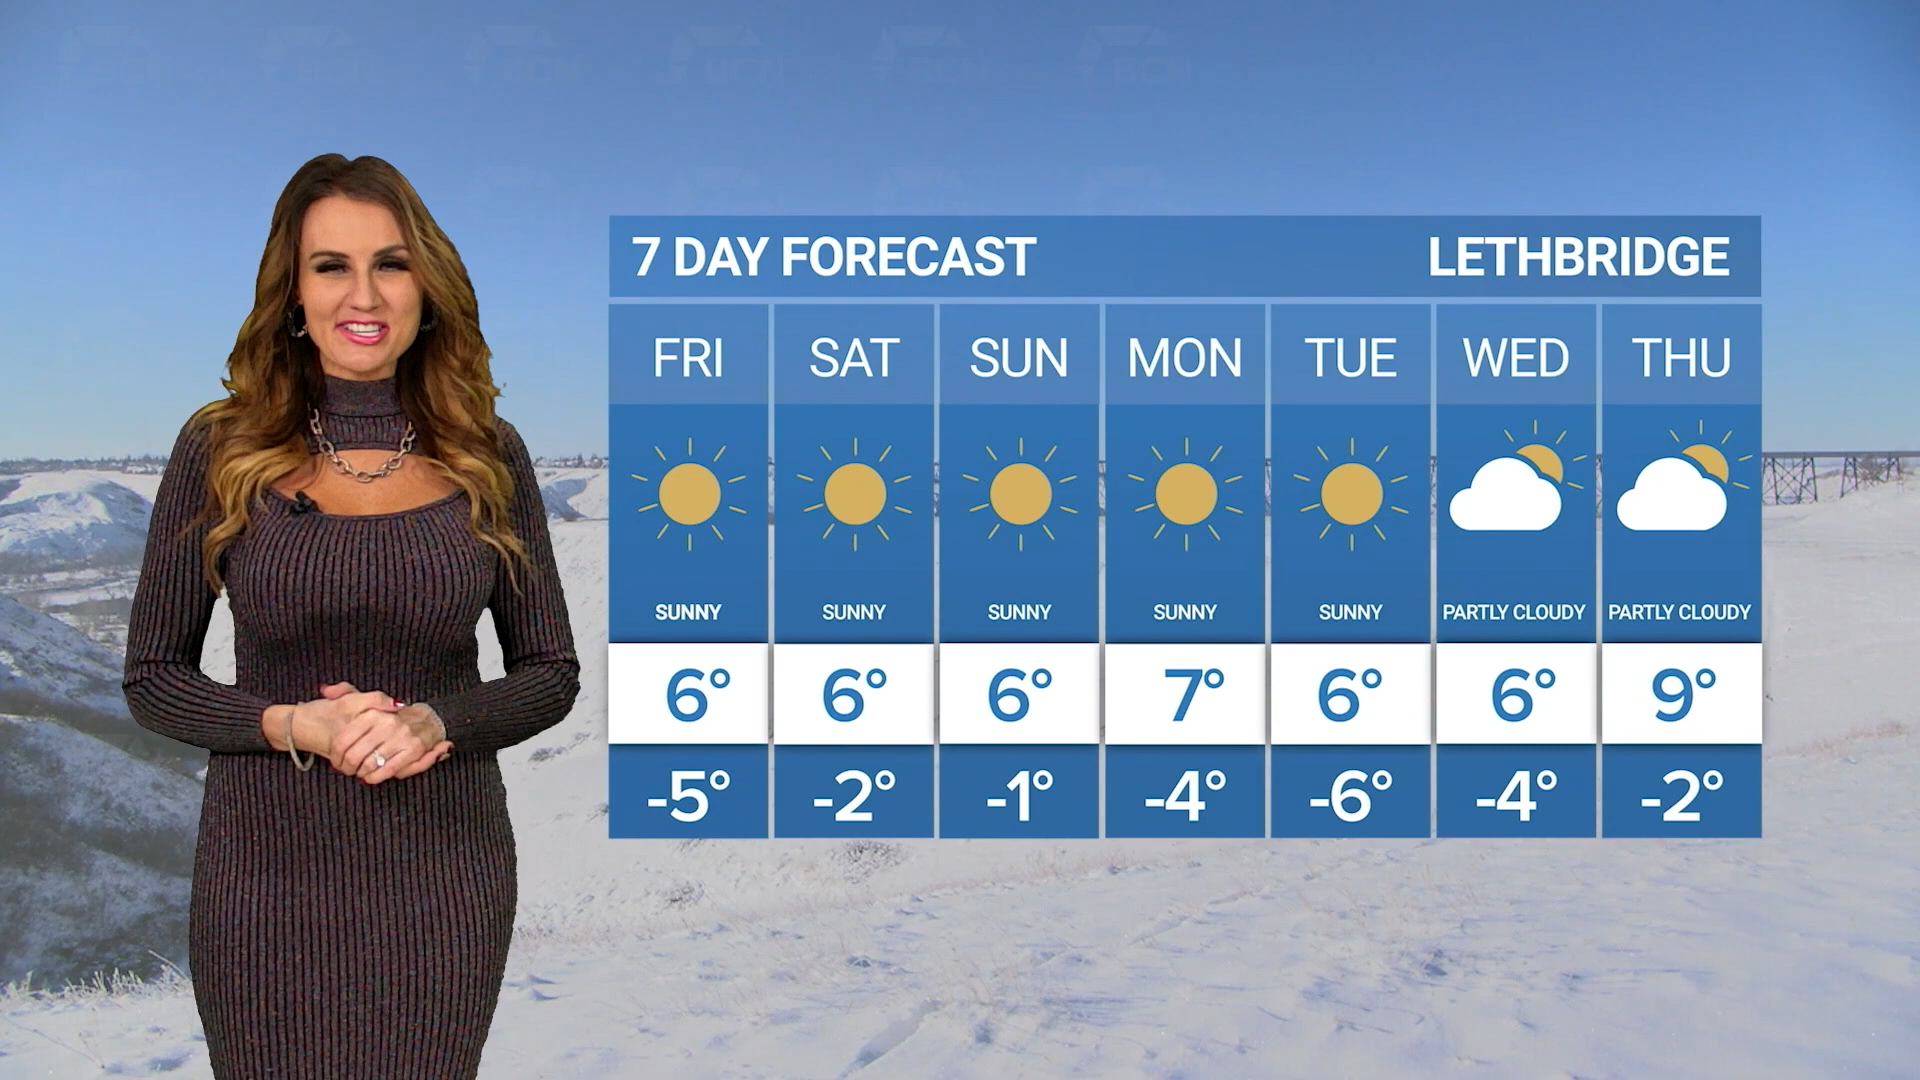 7 DAY FORECAST LETHBRIDGE
FRI SAT SUN MON TUE WED THU
SUNNY SUNNY SUNNY SUNNY SUNNY PARTLY CLOUDY PARTLY CLOUDY
6° 6° 6° 7° 6° 6° 9°
-5° -2° -1° -4° -6° -4° -2°